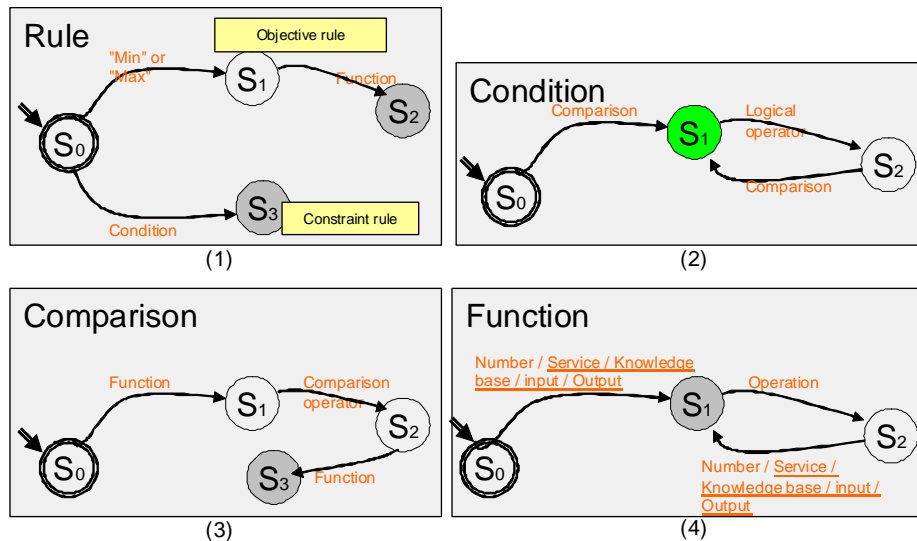 Rule
Objective rule
"Min" or
"Max"
S1
Function
S2
S0
S3
Constraint rule
Condition
(1)
Condition
Comparison
Logical
operator
S1
S2
Comparison
S0
(2)
Comparison
Function
Comparison
operator
S1
S2
S0
S3
Function
(3)
Function
Number / Service / Knowledge
base / input / Output
Operation
S1
S2
S0
Number / Service /
Knowledge base / input /
Output
(4)